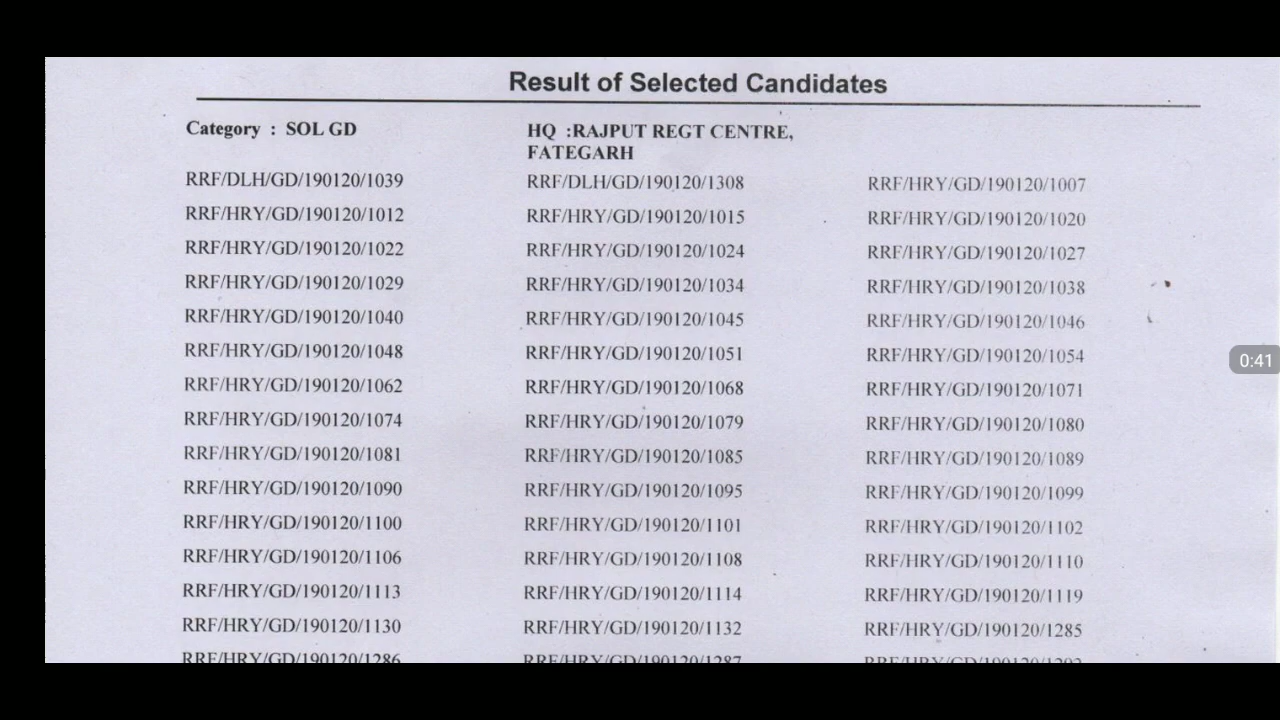 Result of Selected Candidates
Category : SOL GD HQ :RAJPUT REGT CENTRE,
FATEGARH
RRF/DLH/GD/190120/1039 RRF/DLH/GD/190120/1308 RRF/HRY/GD/190120/1007
RRF/HRY/GD/190120/1012 RRF/HRY/GD/190120/1015 RRF/HRY/GD/190120/1020
RRF/HRY/GD/190120/1022 RRF/HRY/GD/190120/1024 RRF/HRY/GD/190120/1027
RRF/HRY/GD/190120/1029 RRF/HRY/GD/190120/1034 RRF/HRY/GD/190120/1038
RRF/HRY/GD/190120/1040 RRF/HRY/GD/190120/1045 RRF/HRY/GD/190120/1046
0:41
RRF/HRY/GD/190120/1048 RRF/HRY/GD/190120/1051 RRF/HRY/GD/190120/1054
RRF/HRY/GD/190120/1062 RRF/HRY/GD/190120/1068 RRF/HRY/GD/190120/1071
RRF/HRY/GD/190120/1074 RRF/HRY/GD/190120/1079 RRF/HRY/GD/190120/1080
RRF/HRY/GD/190120/1081 RRF/HRY/GD/190120/1085 RRF/HRY/GD/190120/1089
RRF/HRY/GD/190120/1090 RRF/HRY/GD/190120/1095 RRF/HRY/GD/190120/1099
RRF/HRY/GD/190120/1100 RRF/HRY/GD/190120/1101 RRF/HRY/GD/190120/1102
RRF/HRY/GD/190120/1106 RRF/HRY/GD/190120/1108 RRF/HRY/GD/190120/1110
RRF/HRY/GD/190120/1113 RRF/HRY/GD/190120/1114 RRF/HRY/GD/190120/1119
RRF/HRY/GD/190120/1130 RRF/HRY/GD/190120/1132 RRF/HRY/GD/190120/1285
RRF/HRY/GD/190120/1286 RRF/HRY/GD/190120/1287